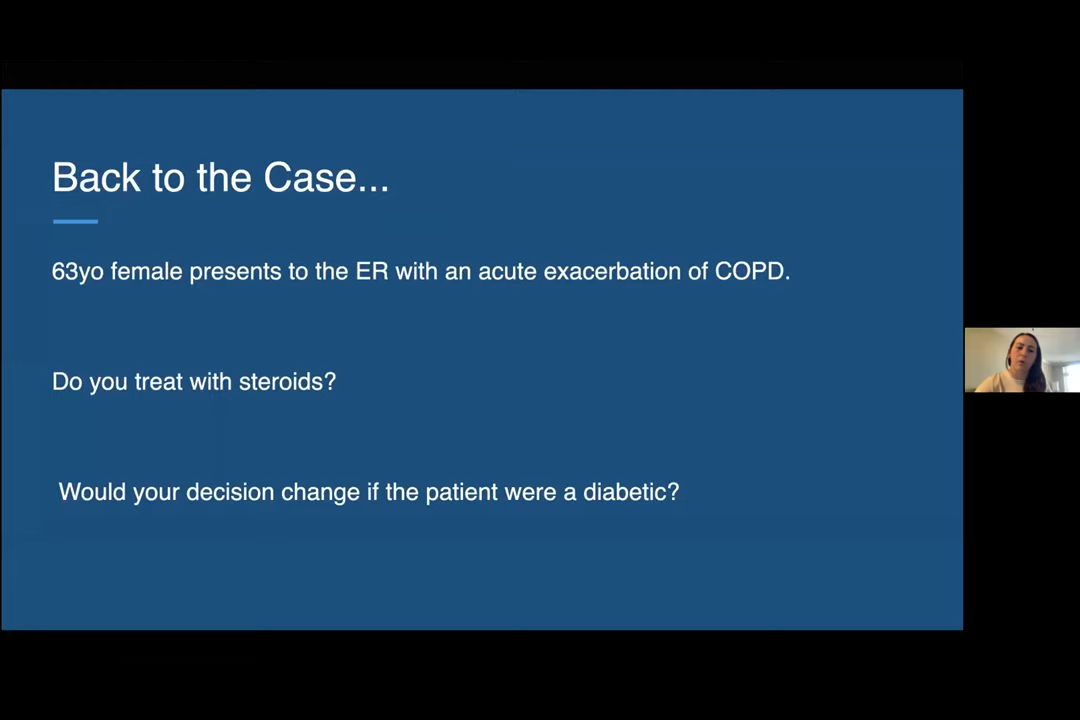 Back to the Case...
63yo female presents to the ER with an acute exacerbation of COPD.
Do you treat with steroids?
Would your decision change if the patient were a diabetic?